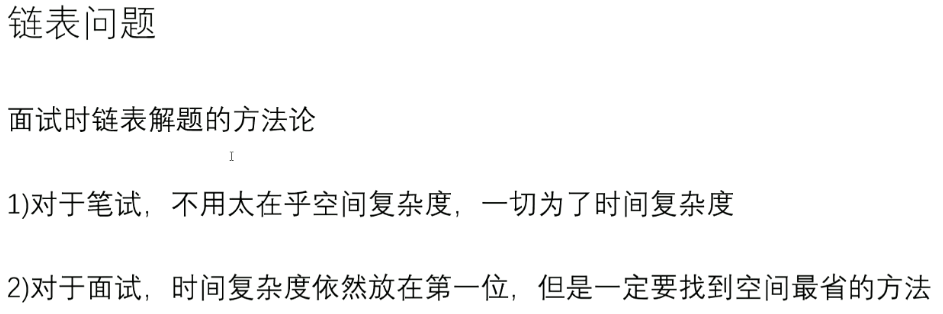 链表问题
面试时链表解题的方法论
1)对于笔试，不用太在乎空间复杂度，一切为了时间复杂度
2)对于面试，时间复杂度依然放在第一位，但是一定要找到空间最省的方法